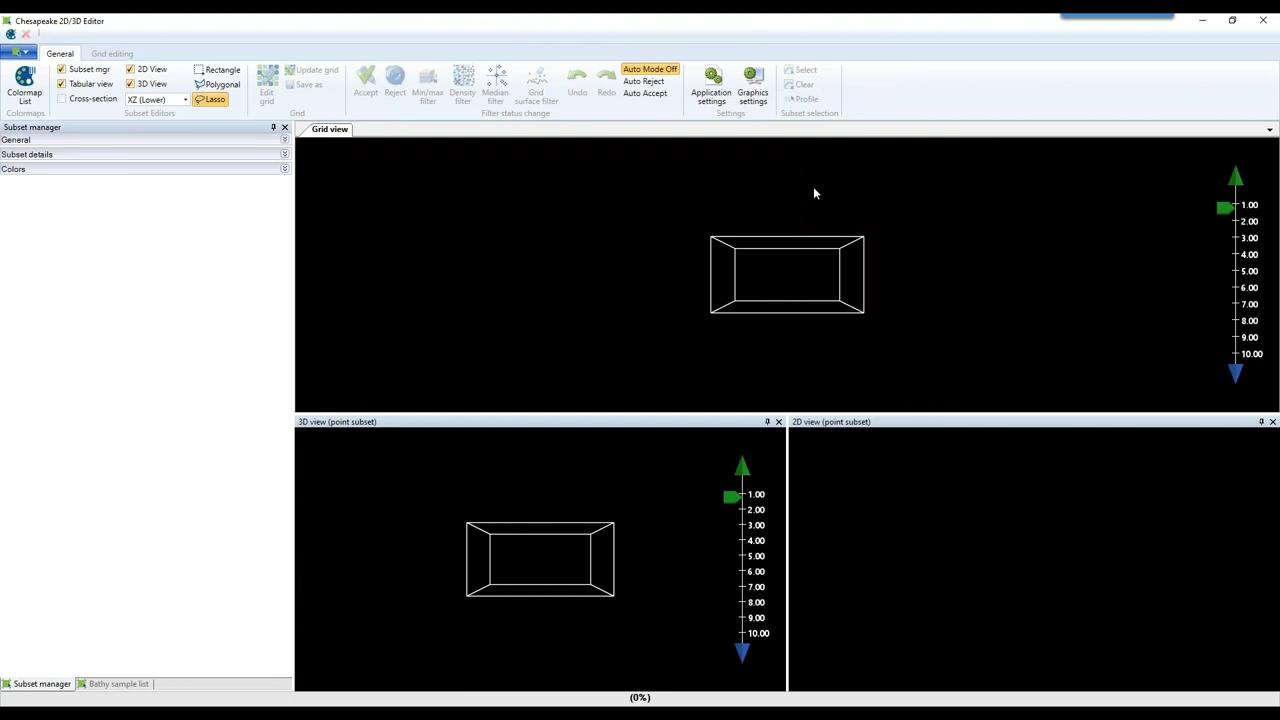 Chesapeake 2D/3D Editor
General
Grid editing
Colormap List
Colormaps
Subset mgr
Tabular view
Cross-section
2D View
3D View
XZ (Lower)
Rectangle
Polygonal
Lasso
Subset Editors
Edit grid
Update grid
Save as
Grid
Accept
Reject
Min/max filter
Density filter
Median filter
Grid surface filter
Undo
Redo
Auto Mode Off
Auto Reject
Auto Accept
Filter status change
Application settings
Graphics settings
Settings
Select
Clear
Profile
Subset selection
Subset manager
General
Subset details
Colors
Grid view
1.00
2.00
3.00
4.00
5.00
6.00
7.00
8.00
9.00
10.00
3D view (point subset)
1.00
2.00
3.00
4.00
5.00
6.00
7.00
8.00
9.00
10.00
2D view (point subset)
Subset manager
Bathy sample list
(0%)